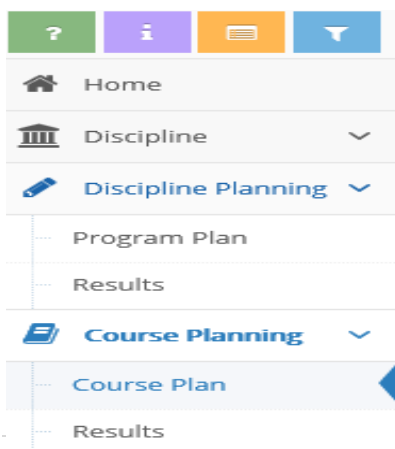 ? i
Home
Discipline
Discipline Planning
Program Plan
Results
Course Planning
Course Plan
Results